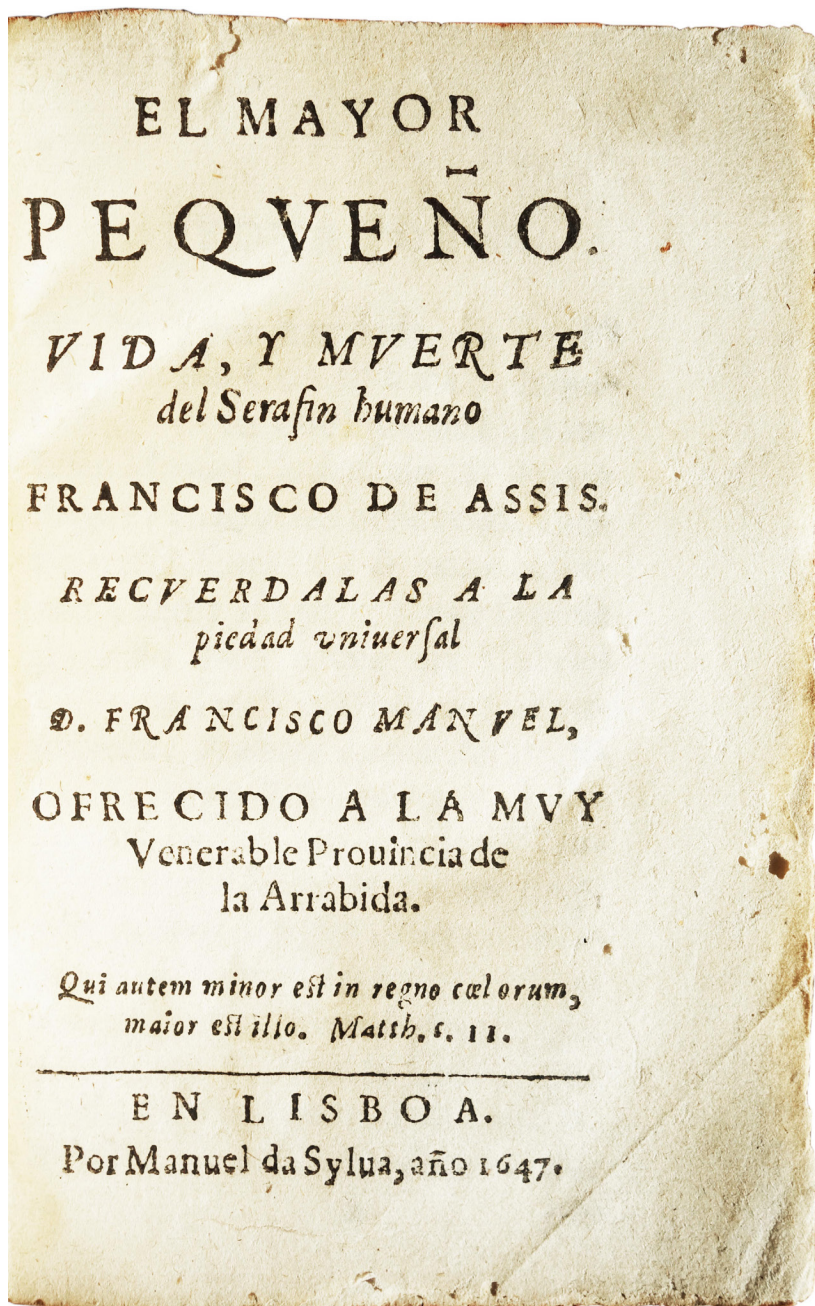 EL MAYOR
PEQVEÑO.
VIDA, Y MVERTE
del Serafin humano
FRANCISCO DE ASSIS.
RECVERDALAS A LA
piedad vniuerſal
D. FRANCISCO MANVEL,
OFRECIDO A LA MVY
Venerable Prouincia de
la Arrabida.
Qui autem minor eſt in regno cœlorum,
maior eſt illo. Matth. c. 11.
EN LISBOA.
Por Manuel da Sylua, año 1647.